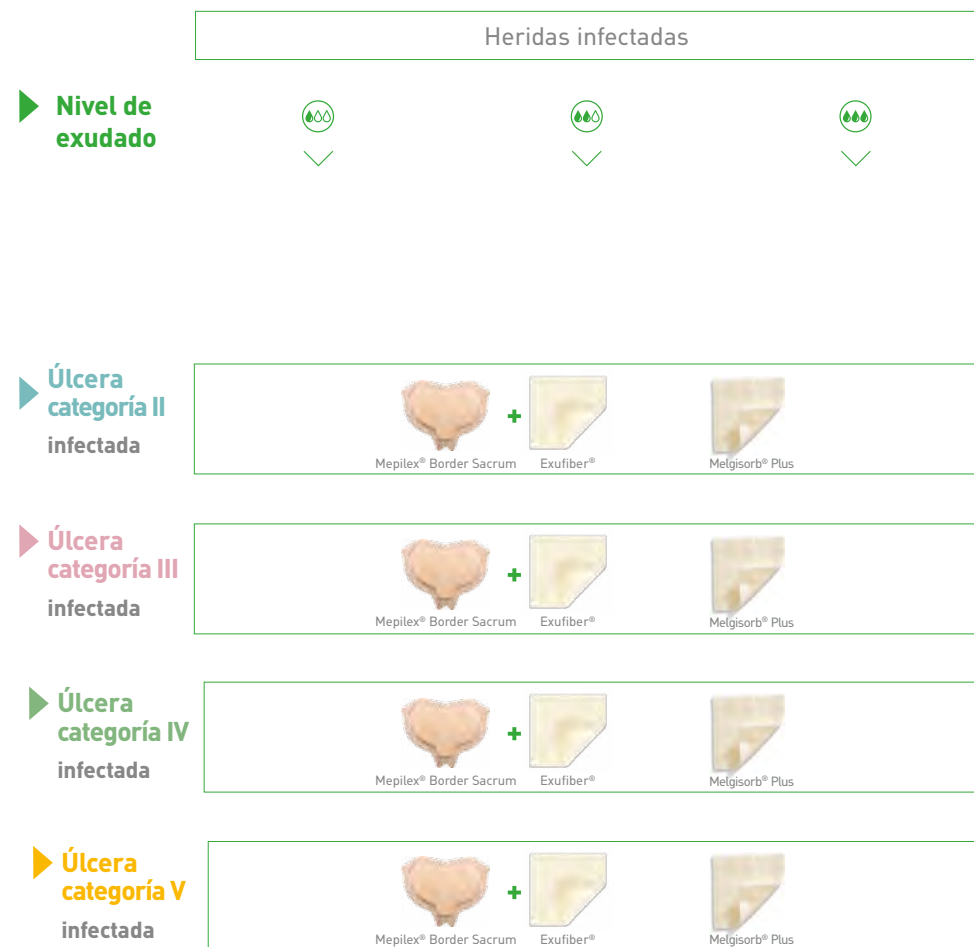 Heridas infectadas
Nivel de
exudado
Úlcera
categoría II
infectada
Mepilex® Border Sacrum
Exufiber®
Melgisorb® Plus
Úlcera
categoría III
infectada
Mepilex® Border Sacrum
Exufiber®
Melgisorb® Plus
Úlcera
categoría IV
infectada
Mepilex® Border Sacrum
Exufiber®
Melgisorb® Plus
Úlcera
categoría V
infectada
Mepilex® Border Sacrum
Exufiber®
Melgisorb® Plus